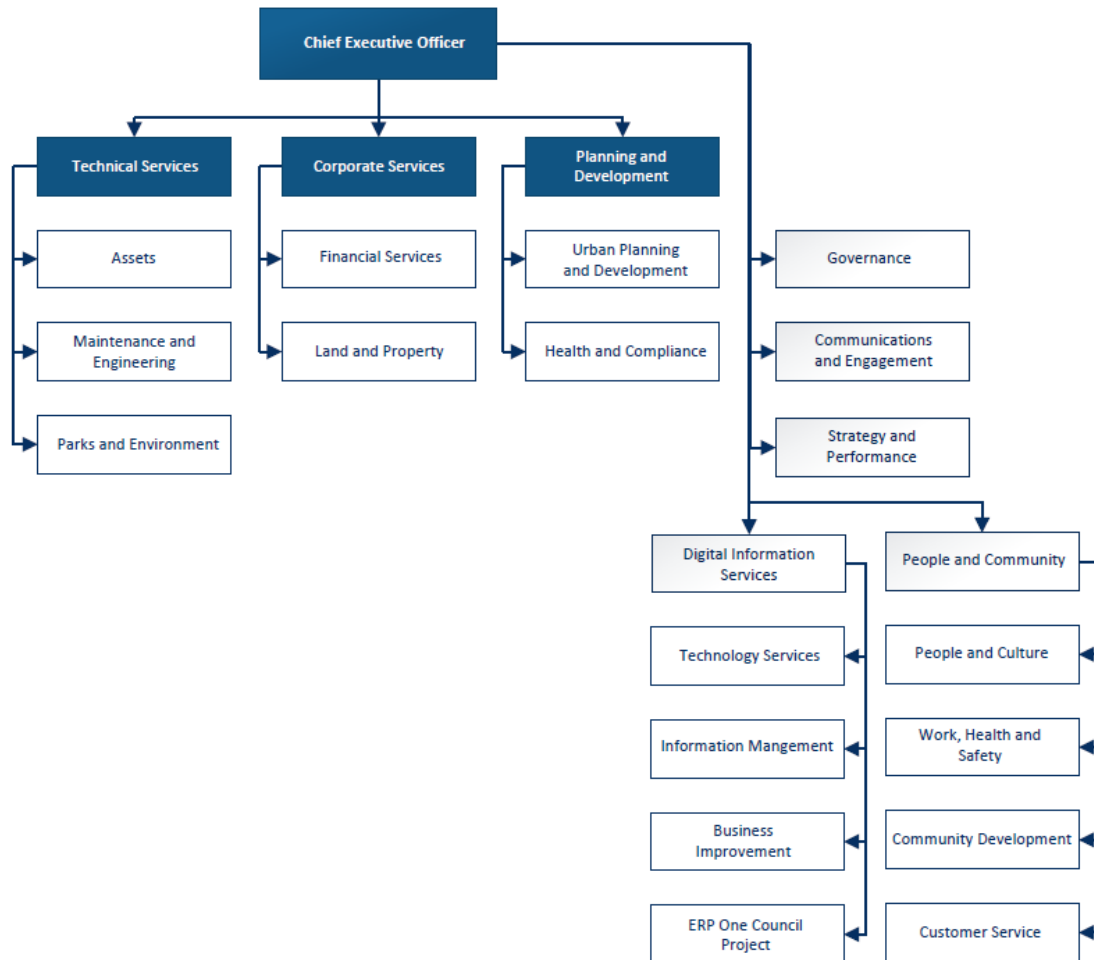 Chief Executive Officer
Technical Services
Corporate Services
Planning and
Development
Assets
Financial Services
Urban Planning
and Development
Governance
Maintenance and
Engineering
Land and Property
Health and Compliance
Communications
and Engagement
Parks and Environment
Strategy and
Performance
Digital Information
Services
People and Community
Technology Services
People and Culture
Information Mangement
Work, Health and
Safety
Business
Improvement
Community Development
ERP One Council
Project
Customer Service